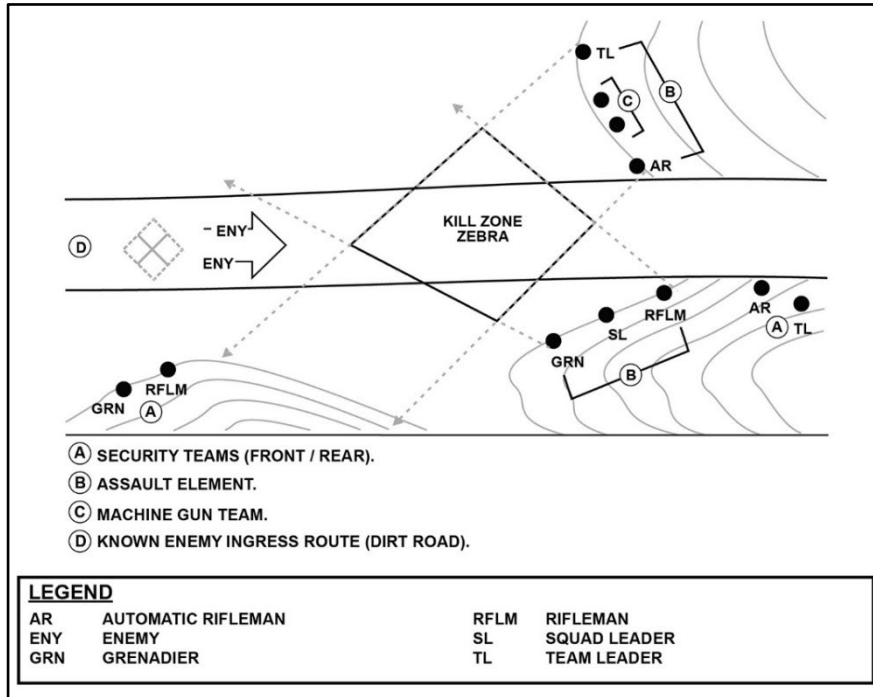 TL
C
B
AR
ENY
ENY
D
KILL ZONE
ZEBRA
RFLM
SL
GRN
B
AR
A
TL
RFLM
GRN
A
A SECURITY TEAMS (FRONT / REAR).
B ASSAULT ELEMENT.
C MACHINE GUN TEAM.
D KNOWN ENEMY INGRESS ROUTE (DIRT ROAD).
LEGEND
AR AUTOMATIC RIFLEMAN RFLM RIFLEMAN
ENY ENEMY SL SQUAD LEADER
GRN GRENADIER TL TEAM LEADER